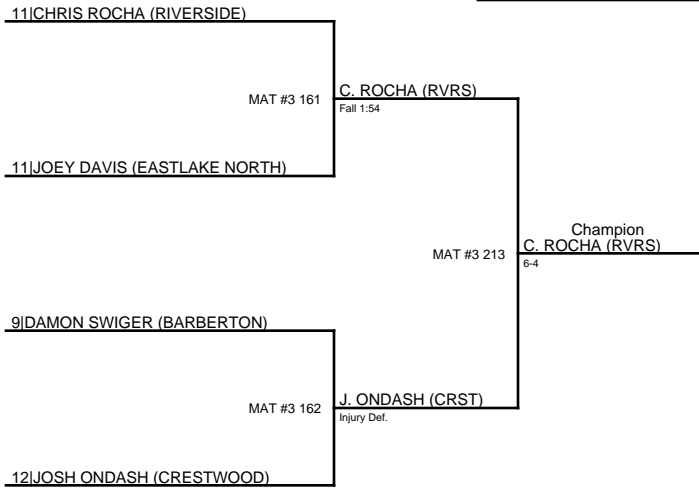 11|CHRIS ROCHA (RIVERSIDE)
MAT #3 161
C. ROCHA (RVRS)
Fall 1:54
11|JOEY DAVIS (EASTLAKE NORTH)
Champion
MAT #3 213
C. ROCHA (RVRS)
6-4
9|DAMON SWIGER (BARBERTON)
MAT #3 162
J. ONDASH (CRST)
Injury Def.
12|JOSH ONDASH (CRESTWOOD)